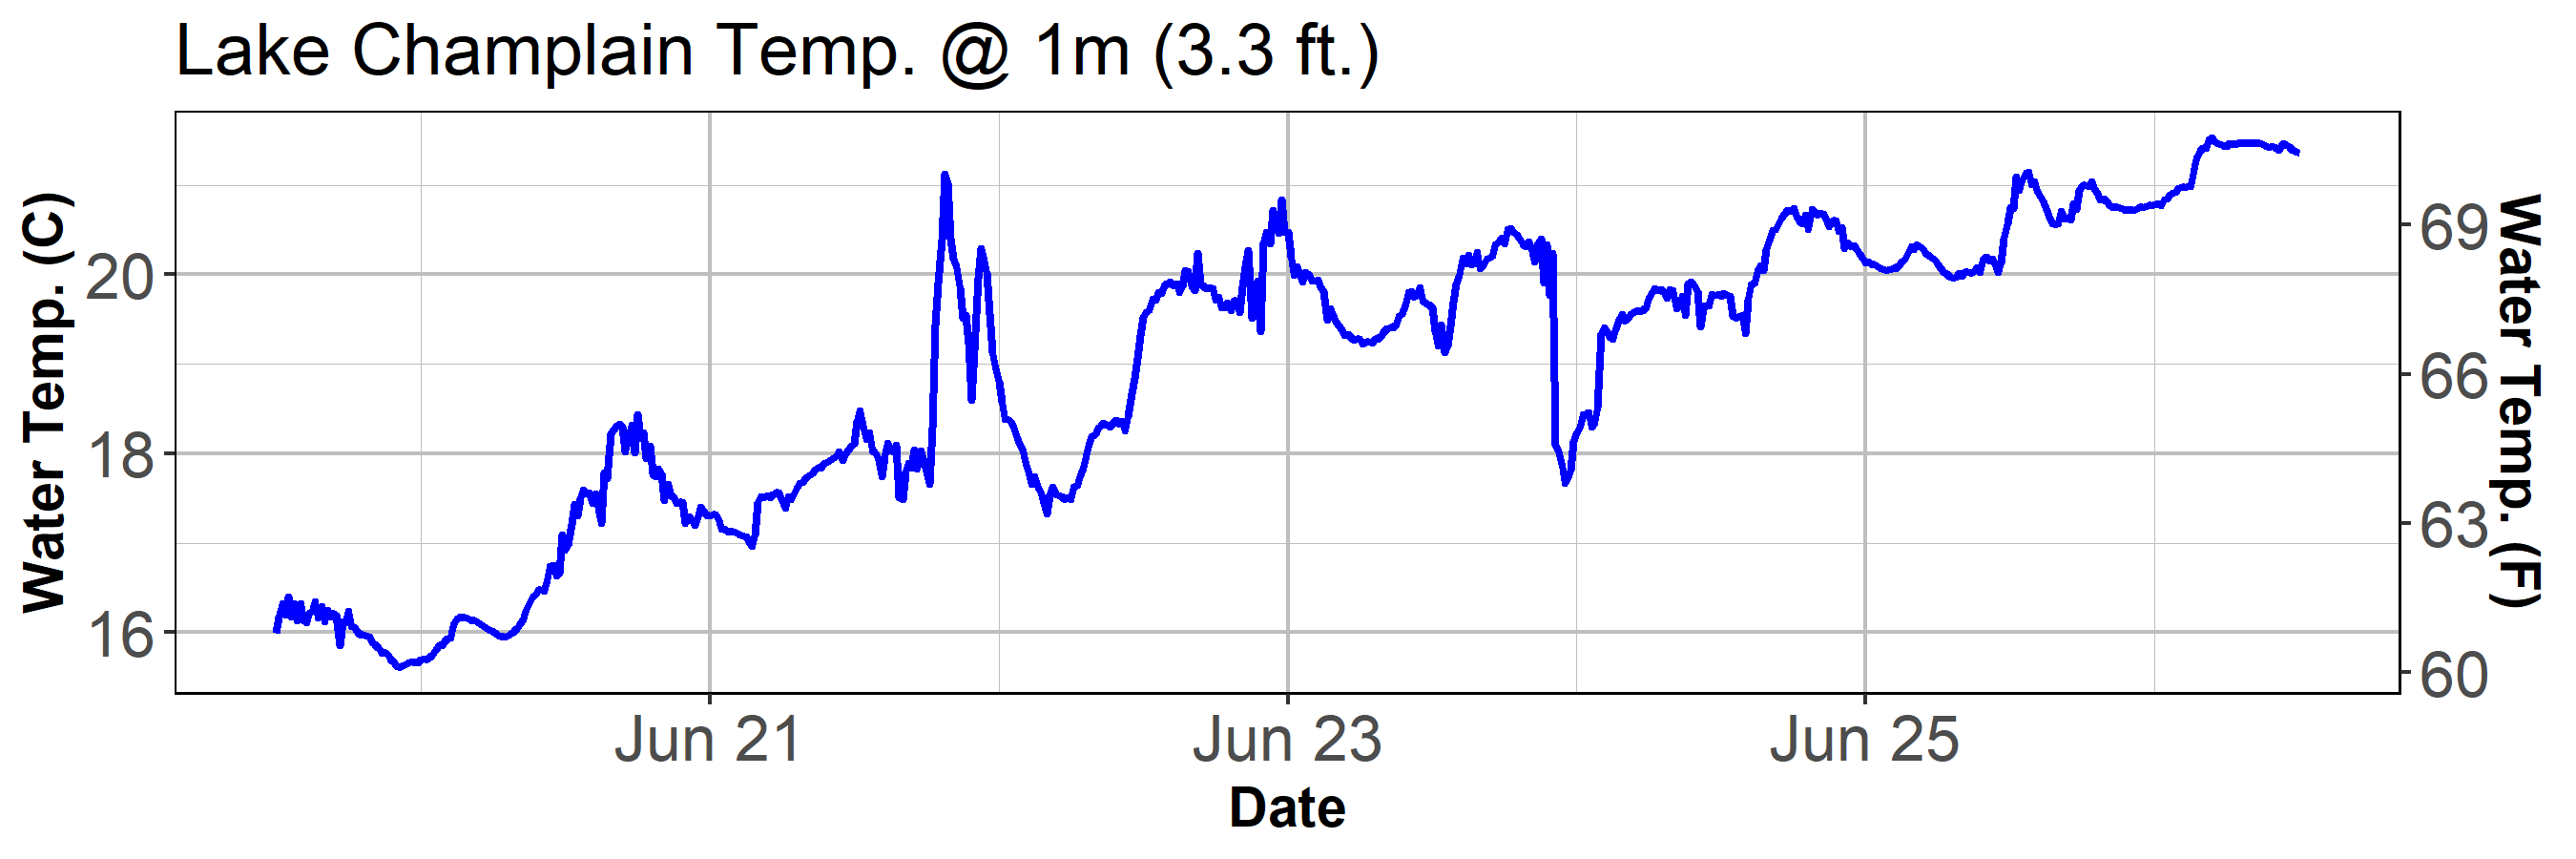 Lake Champlain Temp. @ 1m (3.3 ft.)
Water Temp. (C)
20
18
16
69
66
63
60
Water Temp. (F)
Jun 21
Jun 23
Jun 25
Date